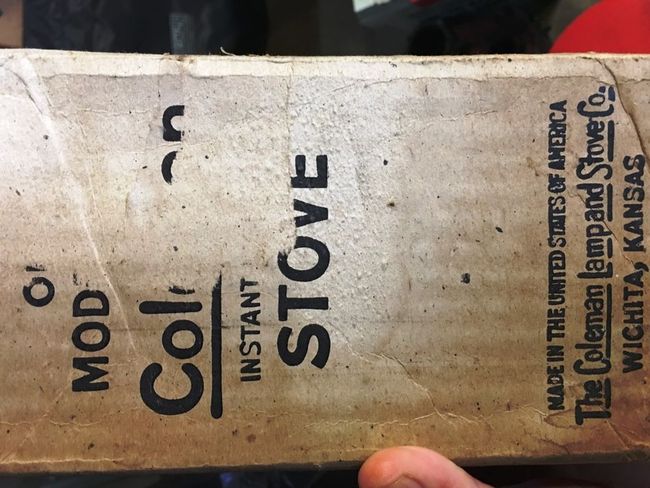 MOD
Col
INSTANT
STOVE
MADE IN THE UNITED STATES OF AMERICA
The Coleman Lamp and Stove Co.
WICHITA, KANSAS